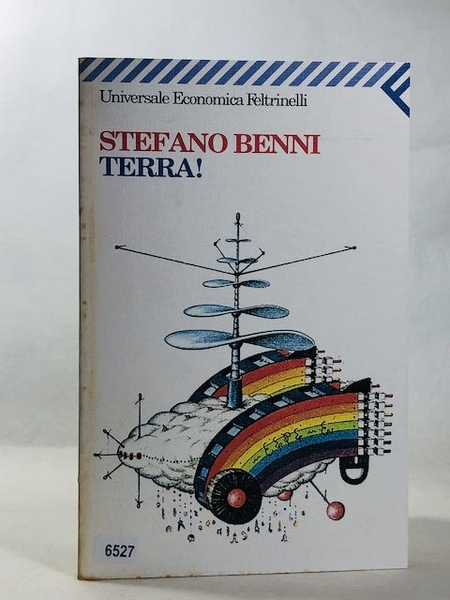 Universale Economica Feltrinelli
STEFANO BENNI
TERRA!
6527